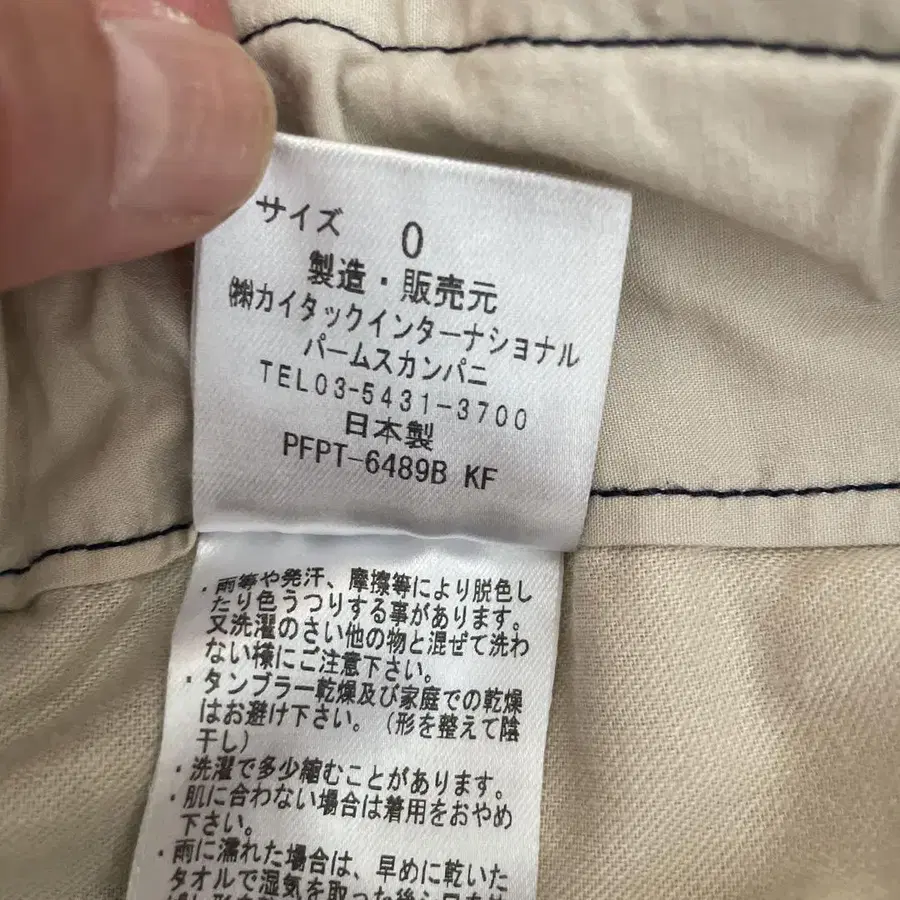 サイズ 0
製造・販売元
㈱カイタックインターナショナル
パームスカンパニ
TEL03-5431-3700
日本製
PFPT-6489B KF
・雨等や発汗、摩擦等により脱色し
たり色うつりする事があります。
又洗濯のさい他の物と混ぜて洗わ
ない様にご注意下さい。
・タンブラー乾燥及び家庭での乾燥
はお避け下さい。（形を整えて陰
干し）
・洗濯で多少縮むことがあります。
・肌に合わない場合は着用をおやめ
下さい。
・雨に濡れた場合は、早めに乾いた
タオルで湿気を取った後シワを